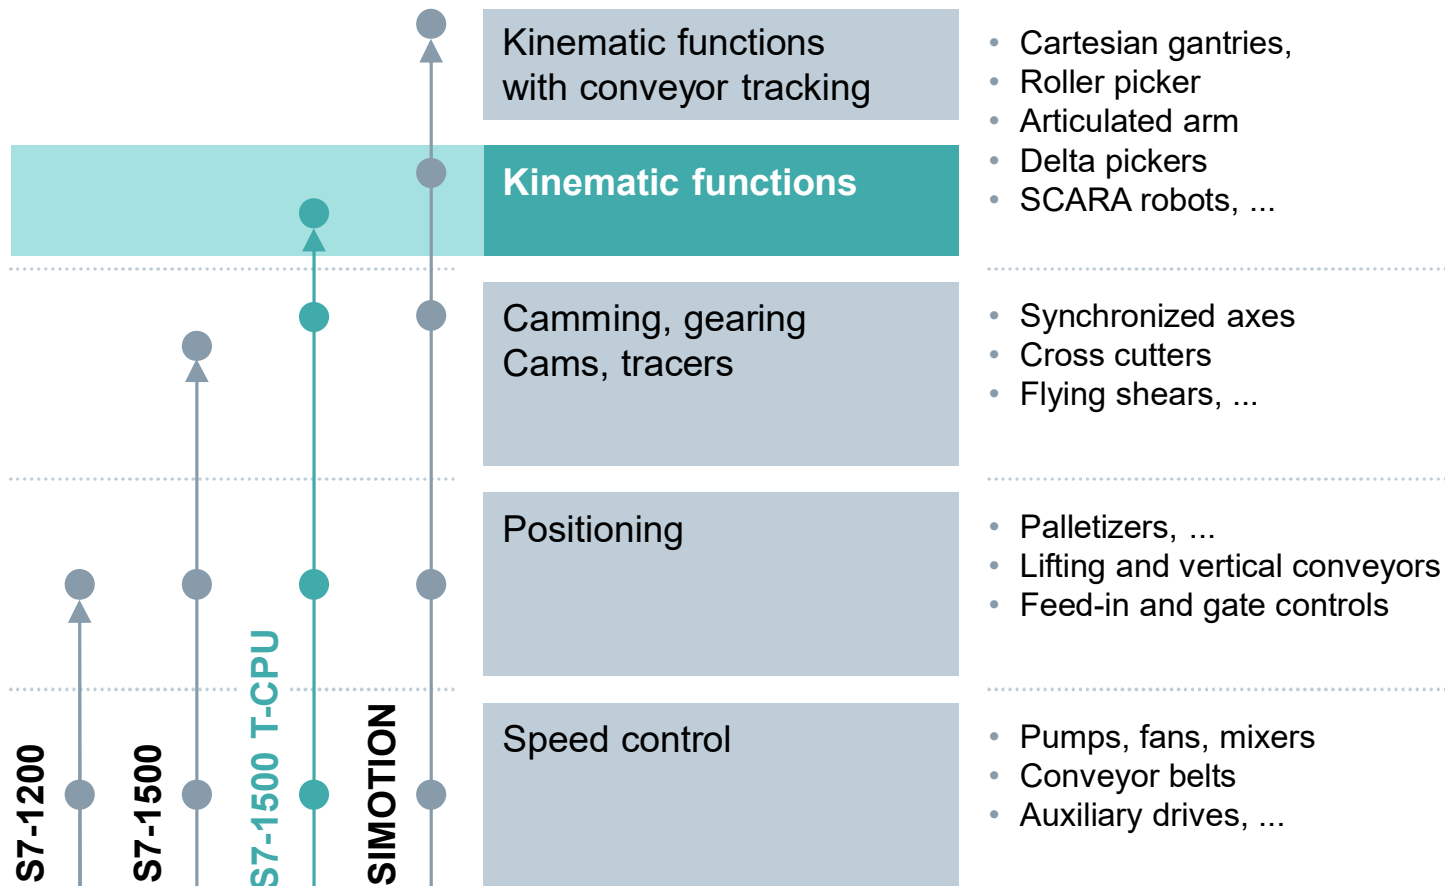 Kinematic functions
with conveyor tracking
• Cartesian gantries,
• Roller picker
• Articulated arm
• Delta pickers
• SCARA robots, ...
Kinematic functions
Camming, gearing
Cams, tracers
• Synchronized axes
• Cross cutters
• Flying shears, ...
Positioning
• Palletizers, ...
• Lifting and vertical conveyors
• Feed-in and gate controls
Speed control
• Pumps, fans, mixers
• Conveyor belts
• Auxiliary drives, ...
S7-1200
S7-1500
S7-1500 T-CPU
SIMOTION